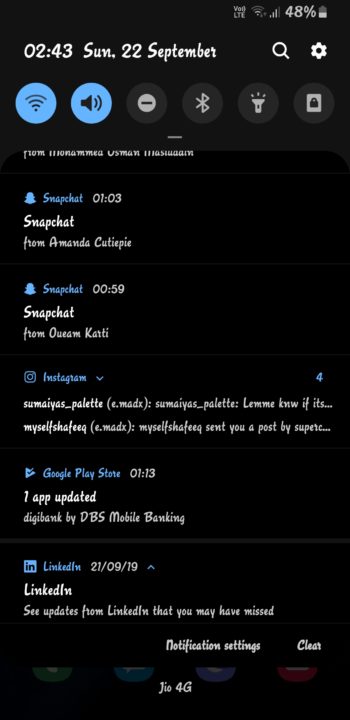 VoI) LTE 48%
02:43 Sun, 22 September
from Mohammed Usman Masiuddin
Snapchat 01:03
Snapchat
from Amanda Cutiepie
Snapchat 00:59
Snapchat
from Oueam Karti
Instagram 4
sumaiyas_palette (e.madx): sumaiyas_palette: Lemme knw if its...
myselfshafeeq (e.madx): myselfshafeeq sent you a post by superc...
Google Play Store 01:13
1 app updated
digibank by DBS Mobile Banking
LinkedIn 21/09/19
LinkedIn
See updates from LinkedIn that you may have missed
Notification settings Clear
Jio 4G